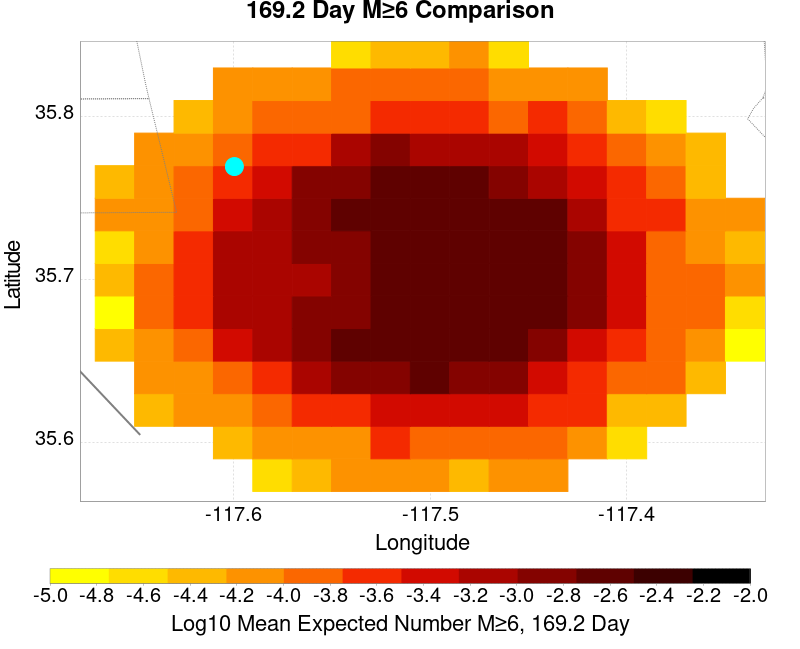 169.2 Day M≥6 Comparison
35.8
35.7
35.6
Latitude
-117.6 -117.5 -117.4
Longitude
-5.0 -4.8 -4.6 -4.4 -4.2 -4.0 -3.8 -3.6 -3.4 -3.2 -3.0 -2.8 -2.6 -2.4 -2.2 -2.0
Log10 Mean Expected Number M≥6, 169.2 Day